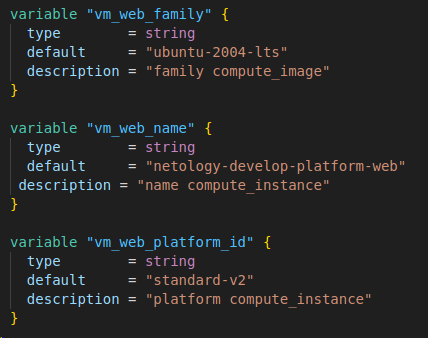 variable "vm_web_family" {
  type        = string
  default     = "ubuntu-2004-lts"
  description = "family compute_image"
}

variable "vm_web_name" {
  type        = string
  default     = "netology-develop-platform-web"
 description = "name compute_instance"
}

variable "vm_web_platform_id" {
  type        = string
  default     = "standard-v2"
  description = "platform compute_instance"
}